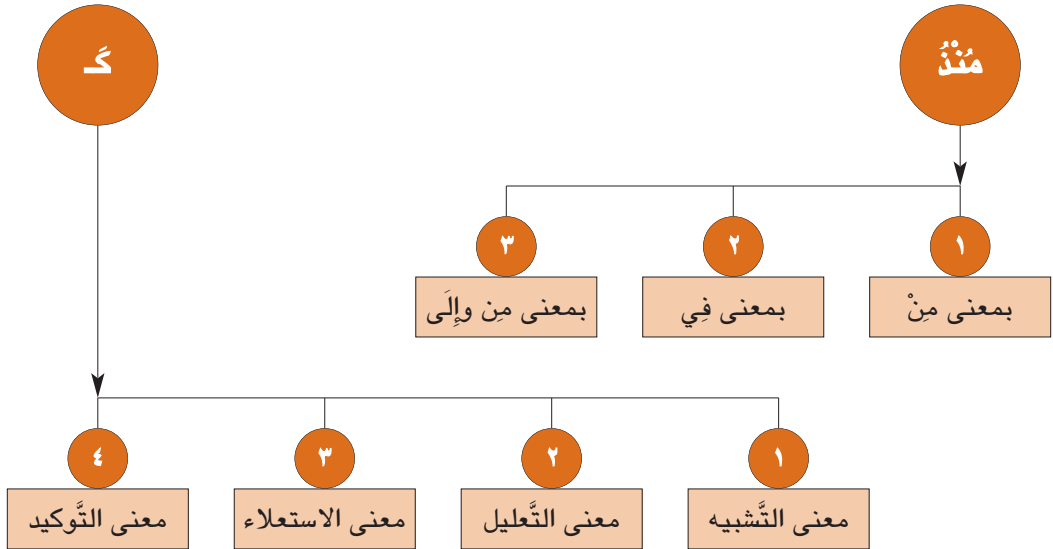 مُنْذُ
كَـ
١
٢
٣
بمعنى مِنْ
بمعنى فِي
بمعنى مِن وإِلَى
١
٢
٣
٤
معنى التَّشبيه
معنى التَّعليل
معنى الاستعلاء
معنى التَّوكيد